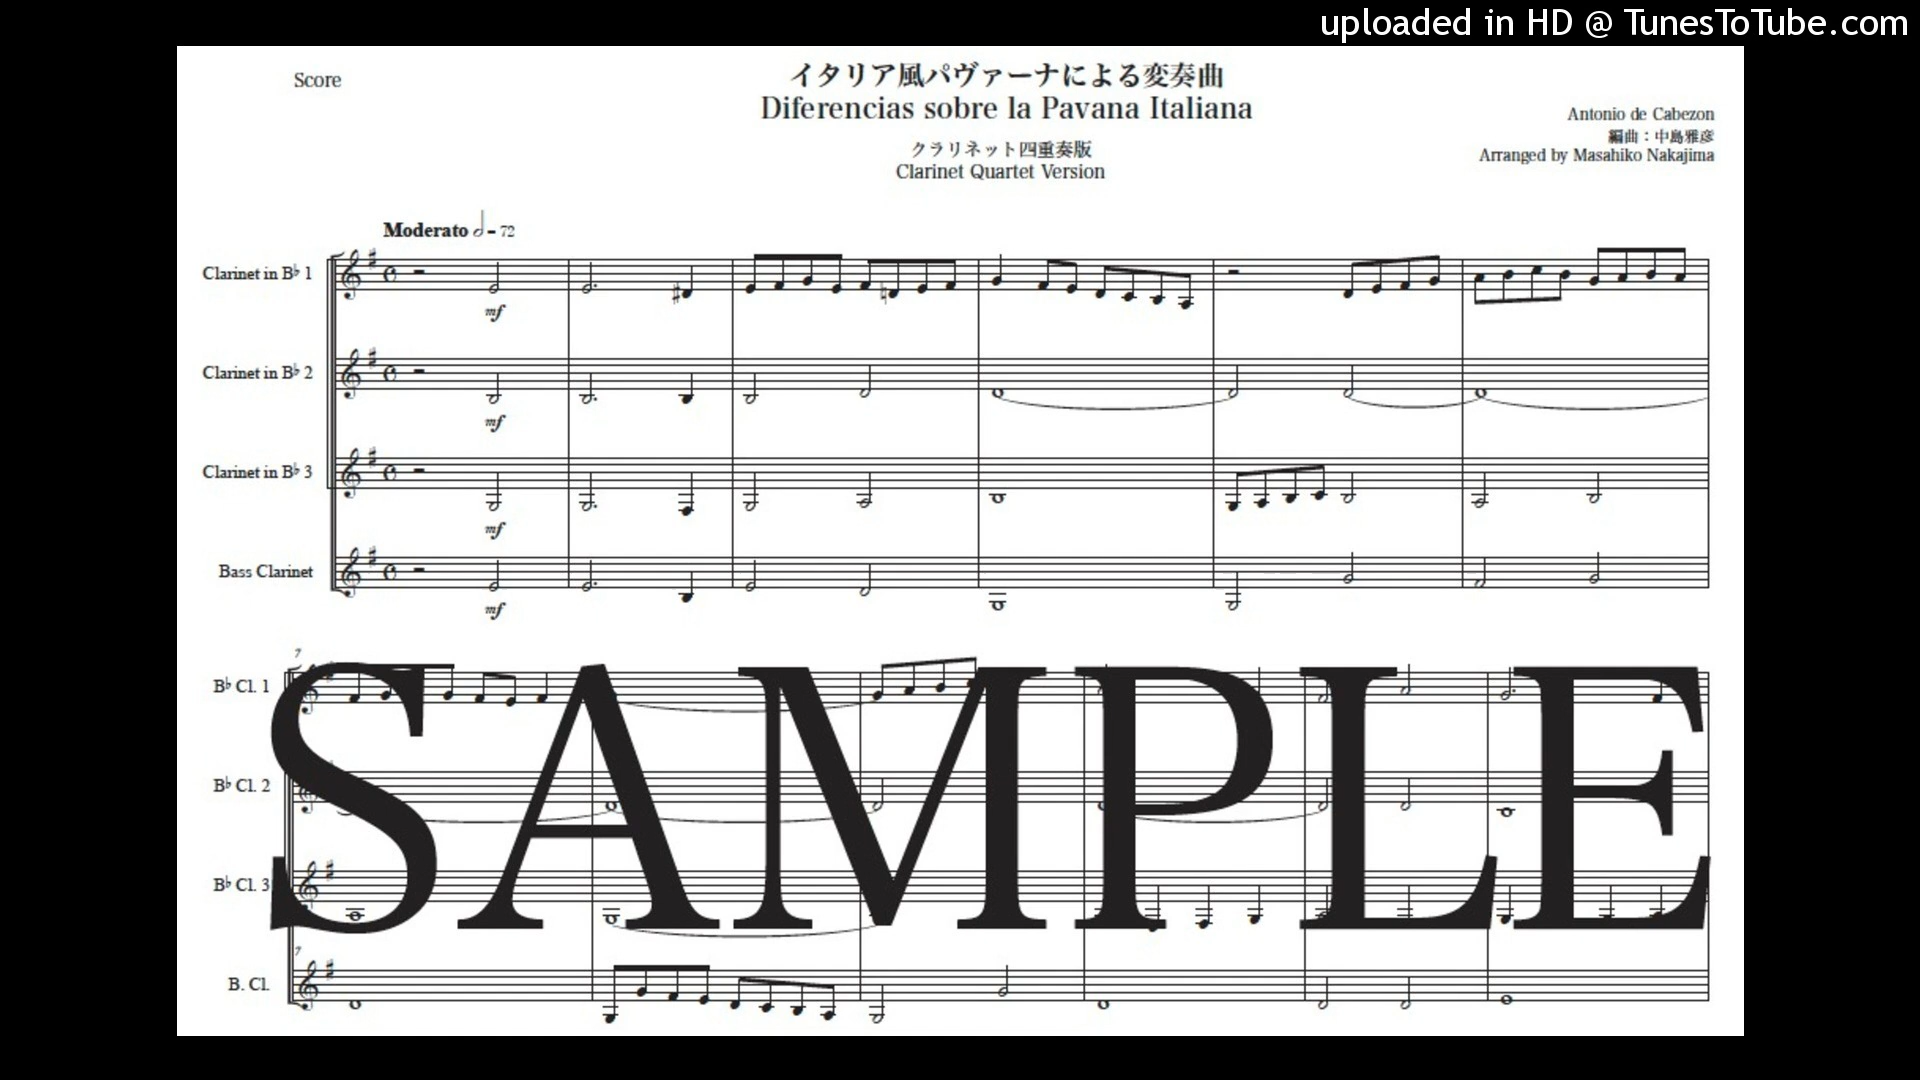 uploaded in HD @ TunesToTube.com
Score
イタリア風パヴァーナによる変奏曲
Diferencias sobre la Pavana Italiana
クラリネット四重奏版
Clarinet Quartet Version
Antonio de Cabezon
編曲：中島雅彦
Arranged by Masahiko Nakajima
Moderato 𝅗𝅥 = 72
Clarinet in B♭ 1
mf
Clarinet in B♭ 2
mf
Clarinet in B♭ 3
mf
Bass Clarinet
mf
7
B♭ Cl. 1
B♭ Cl. 2
B♭ Cl. 3
7
B. Cl.
SAMPLE